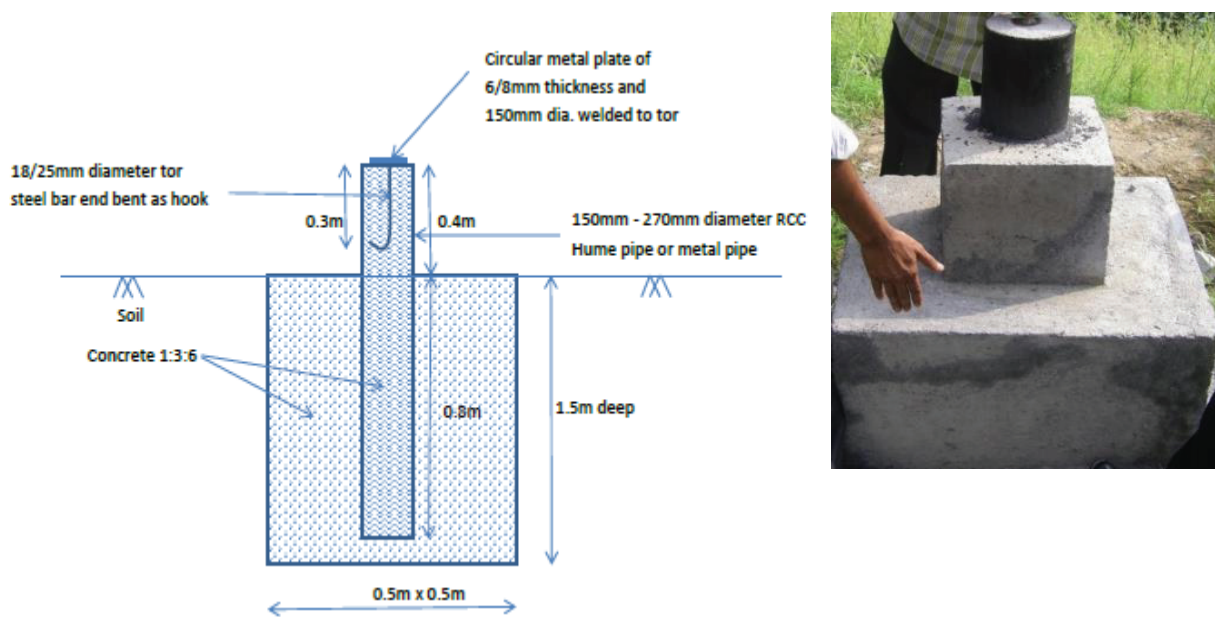 Circular metal plate of
6/8mm thickness and
150mm dia. welded to tor
18/25mm diameter tor
steel bar end bent as hook
0.3m
0.4m
150mm - 270mm diameter RCC
Hume pipe or metal pipe
Soil
Concrete 1:3:6
0.8m
1.5m deep
0.5m x 0.5m